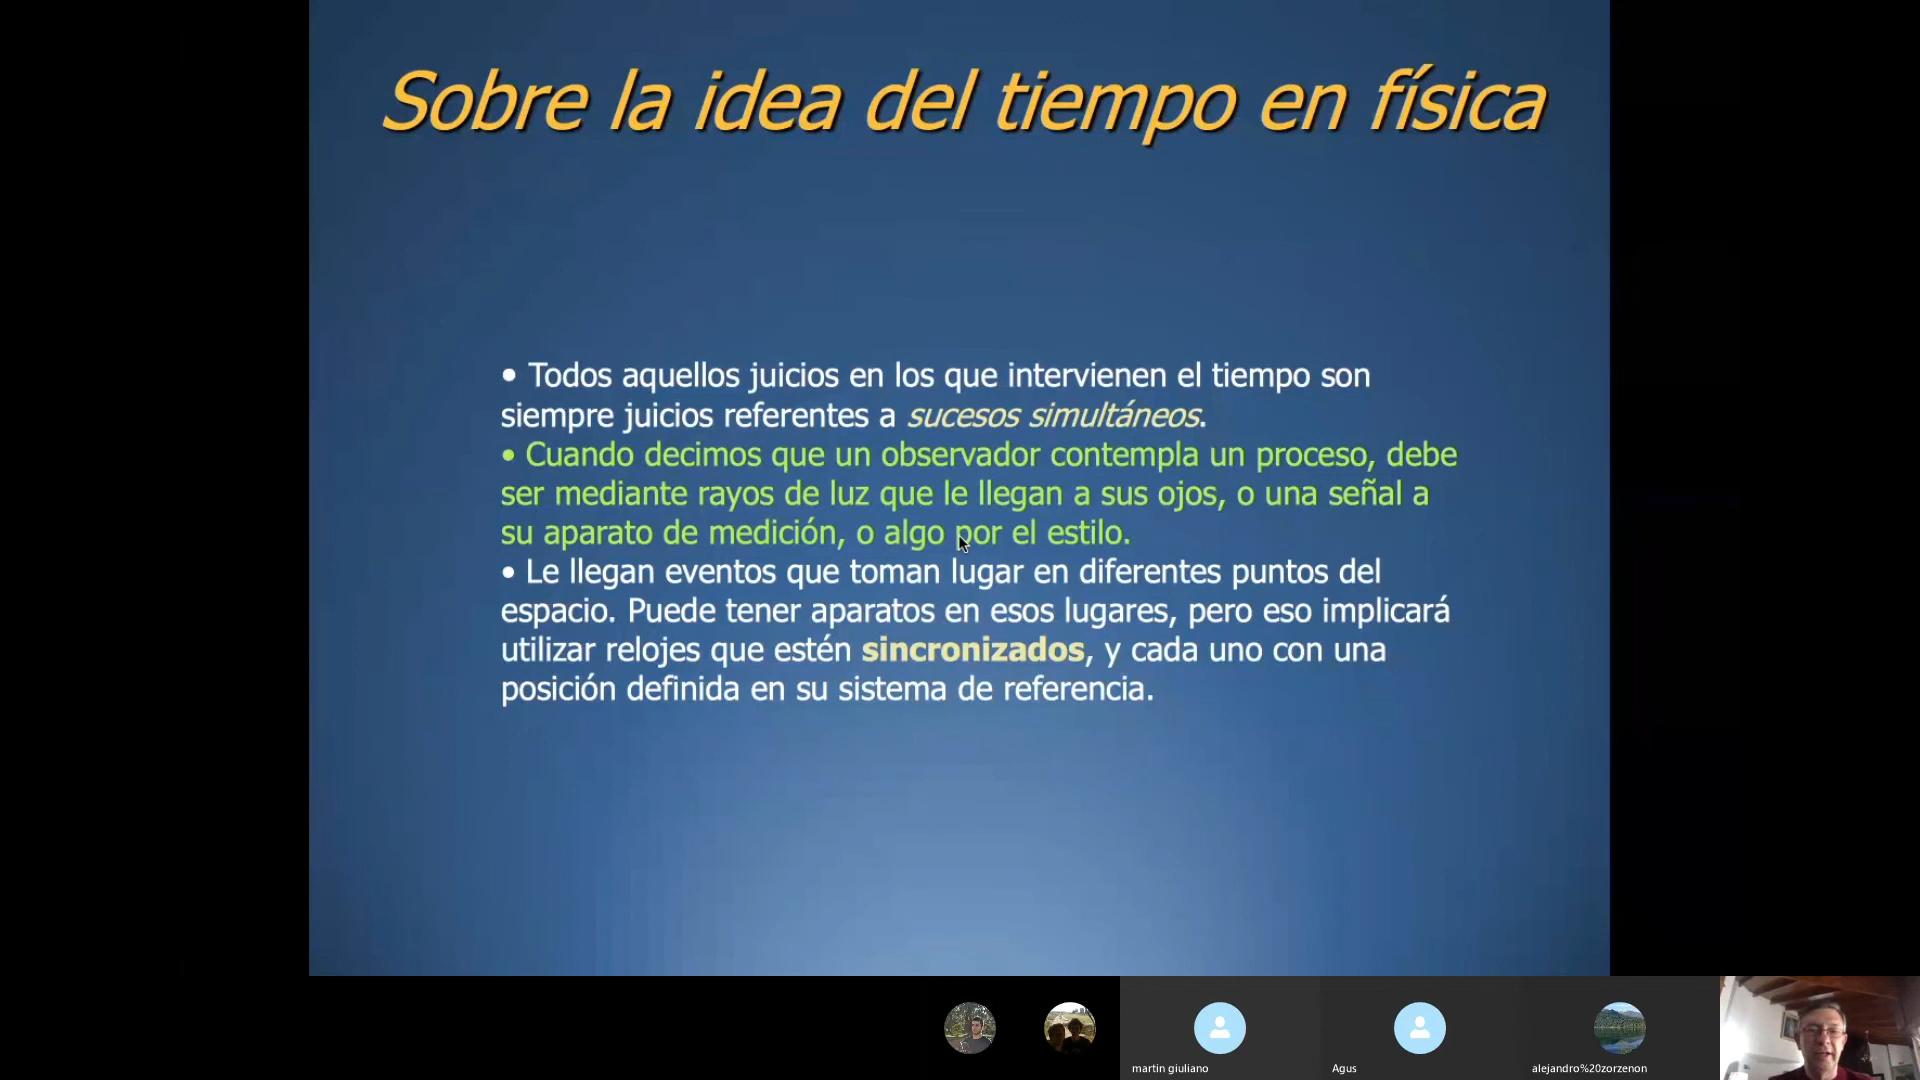 Sobre la idea del tiempo en física
• Todos aquellos juicios en los que intervienen el tiempo son
siempre juicios referentes a sucesos simultáneos.
• Cuando decimos que un observador contempla un proceso, debe
ser mediante rayos de luz que le llegan a sus ojos, o una señal a
su aparato de medición, o algo por el estilo.
• Le llegan eventos que toman lugar en diferentes puntos del
espacio. Puede tener aparatos en esos lugares, pero eso implicará
utilizar relojes que estén sincronizados, y cada uno con una
posición definida en su sistema de referencia.
martin giuliano
Agus
alejandro%20zorzenon